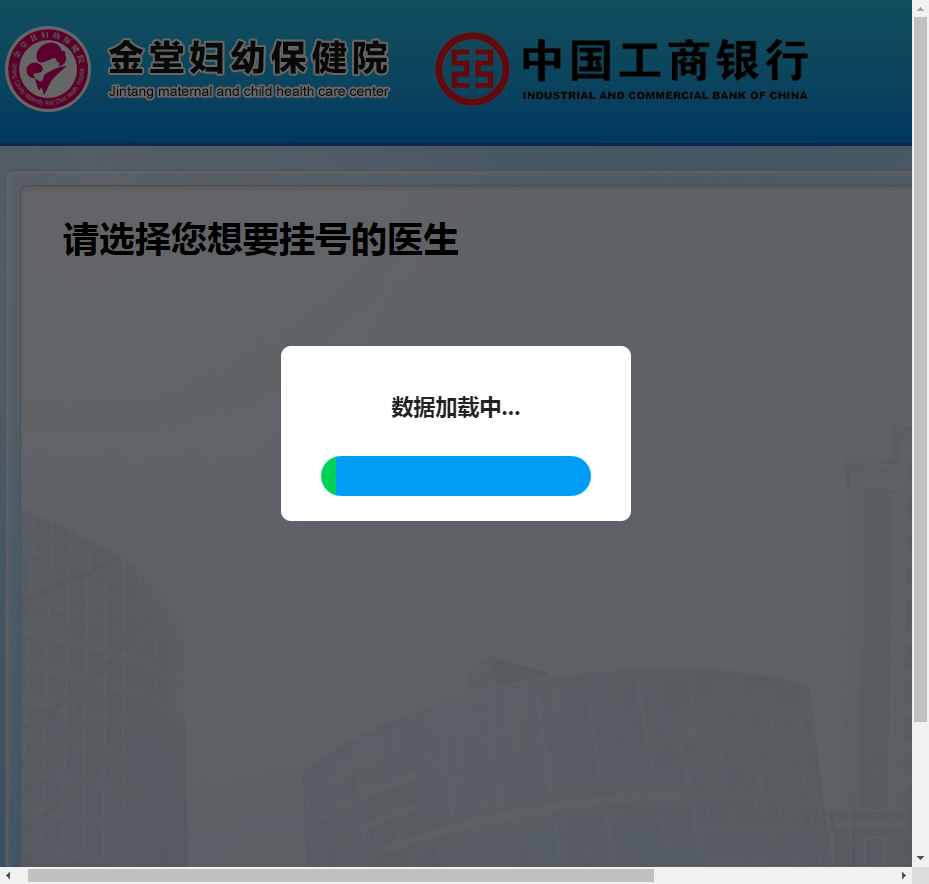 金堂妇幼保健院
Jintang maternal and child health care center
中国工商银行
INDUSTRIAL AND COMMERCIAL BANK OF CHINA
请选择您想要挂号的医生
数据加载中...